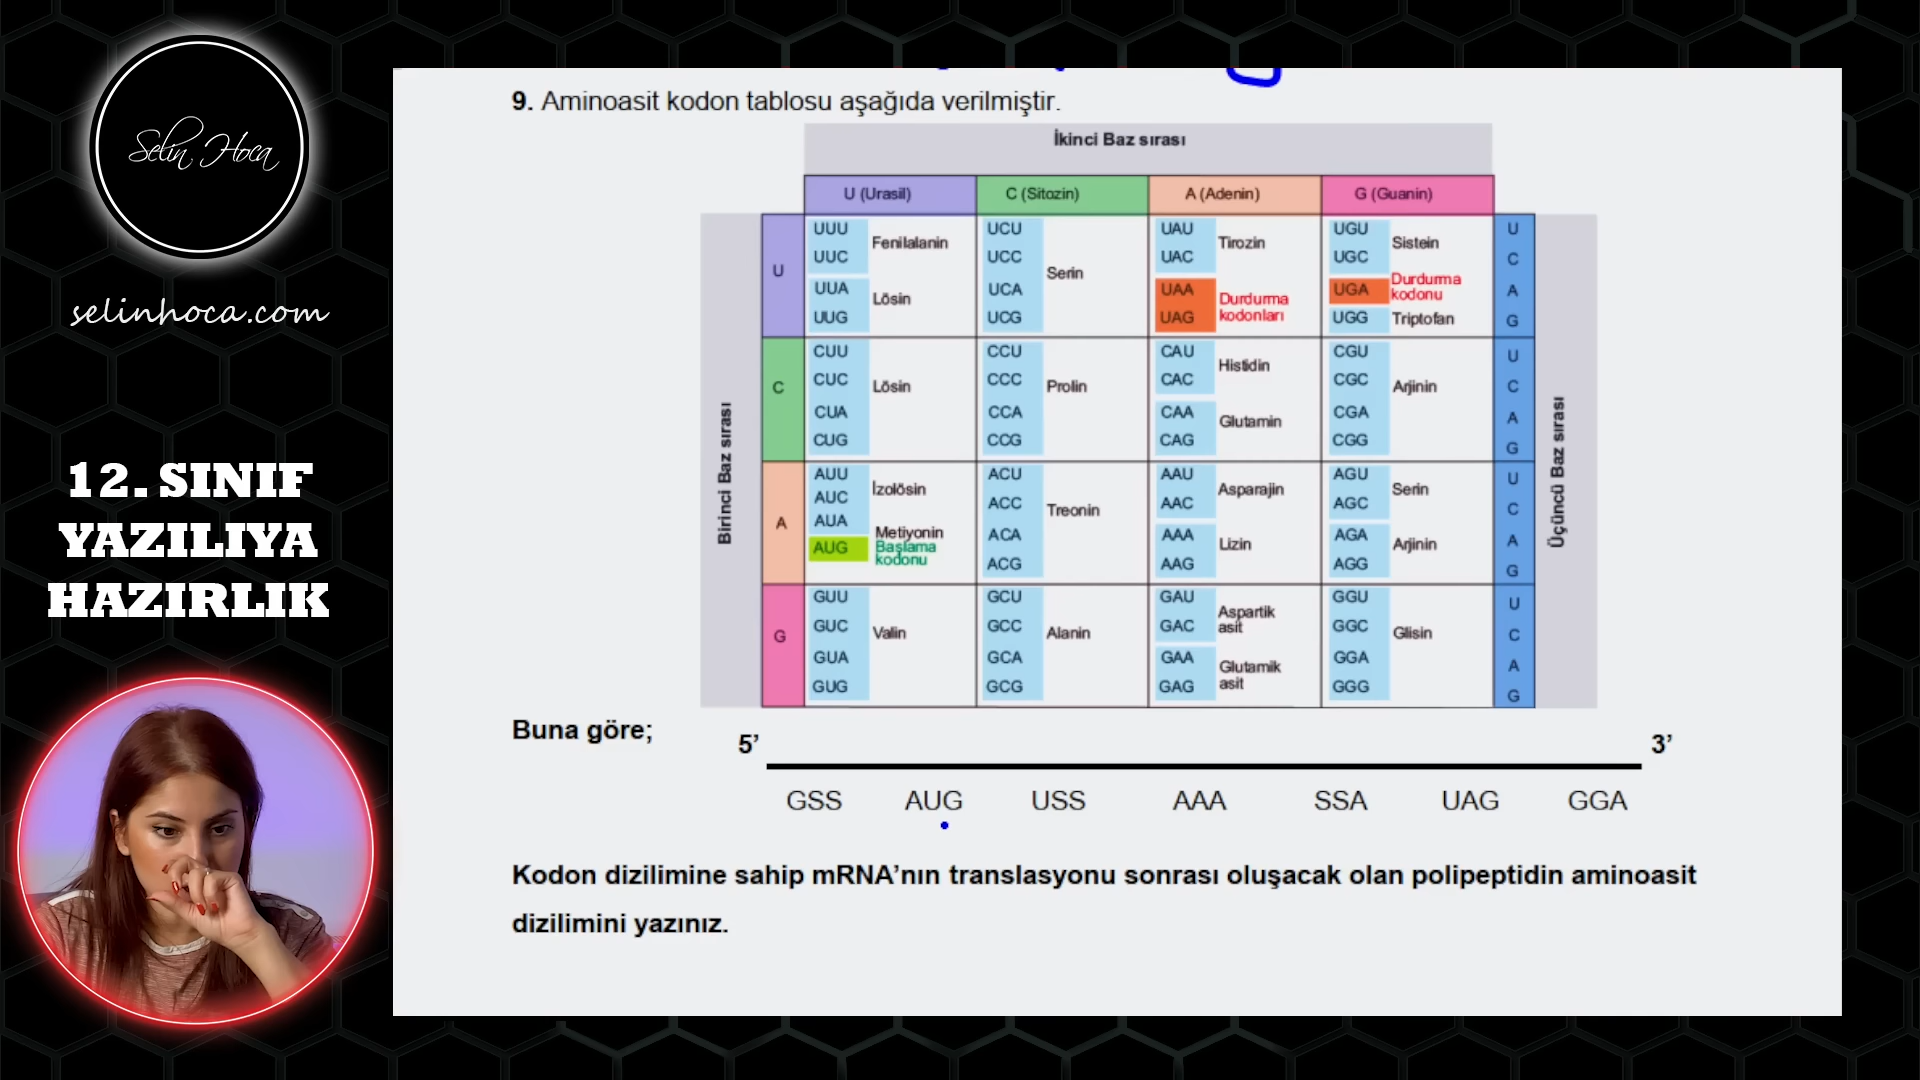 Selin Hoca
selinhoca.com
12. SINIF
YAZILIYA
HAZIRLIK
9. Aminoasit kodon tablosu aşağıda verilmiştir.
İkinci Baz sırası
U (Urasil) C (Sitozin) A (Adenin) G (Guanin)
Birinci Baz sırası
U
UUU
UUC
Fenilalanin
UUA
UUG
Lösin
UCU
UCC
UCA
UCG
Serin
UAU
UAC
Tirozin
UAA
UAG
Durdurma
kodonları
UGU
UGC
Sistein
UGA
Durdurma
kodonu
UGG Triptofan
U
C
A
G
C
CUU
CUC
CUA
CUG
Lösin
CCU
CCC
CCA
CCG
Prolin
CAU
CAC
Histidin
CAA
CAG
Glutamin
CGU
CGC
CGA
CGG
Arjinin
U
C
A
G
A
AUU
AUC
AUA
İzolösin
AUG
Metiyonin
Başlama
kodonu
ACU
ACC
ACA
ACG
Treonin
AAU
AAC
Asparajin
AAA
AAG
Lizin
AGU
AGC
Serin
AGA
AGG
Arjinin
U
C
A
G
G
GUU
GUC
GUA
GUG
Valin
GCU
GCC
GCA
GCG
Alanin
GAU
GAC
Aspartik
asit
GAA
GAG
Glutamik
asit
GGU
GGC
GGA
GGG
Glisin
U
C
A
G
Üçüncü Baz sırası
Buna göre;
5’ 3’
GSS AUG USS AAA SSA UAG GGA
Kodon dizilimine sahip mRNA’nın translasyonu sonrası oluşacak olan polipeptidin aminoasit
dizilimini yazınız.